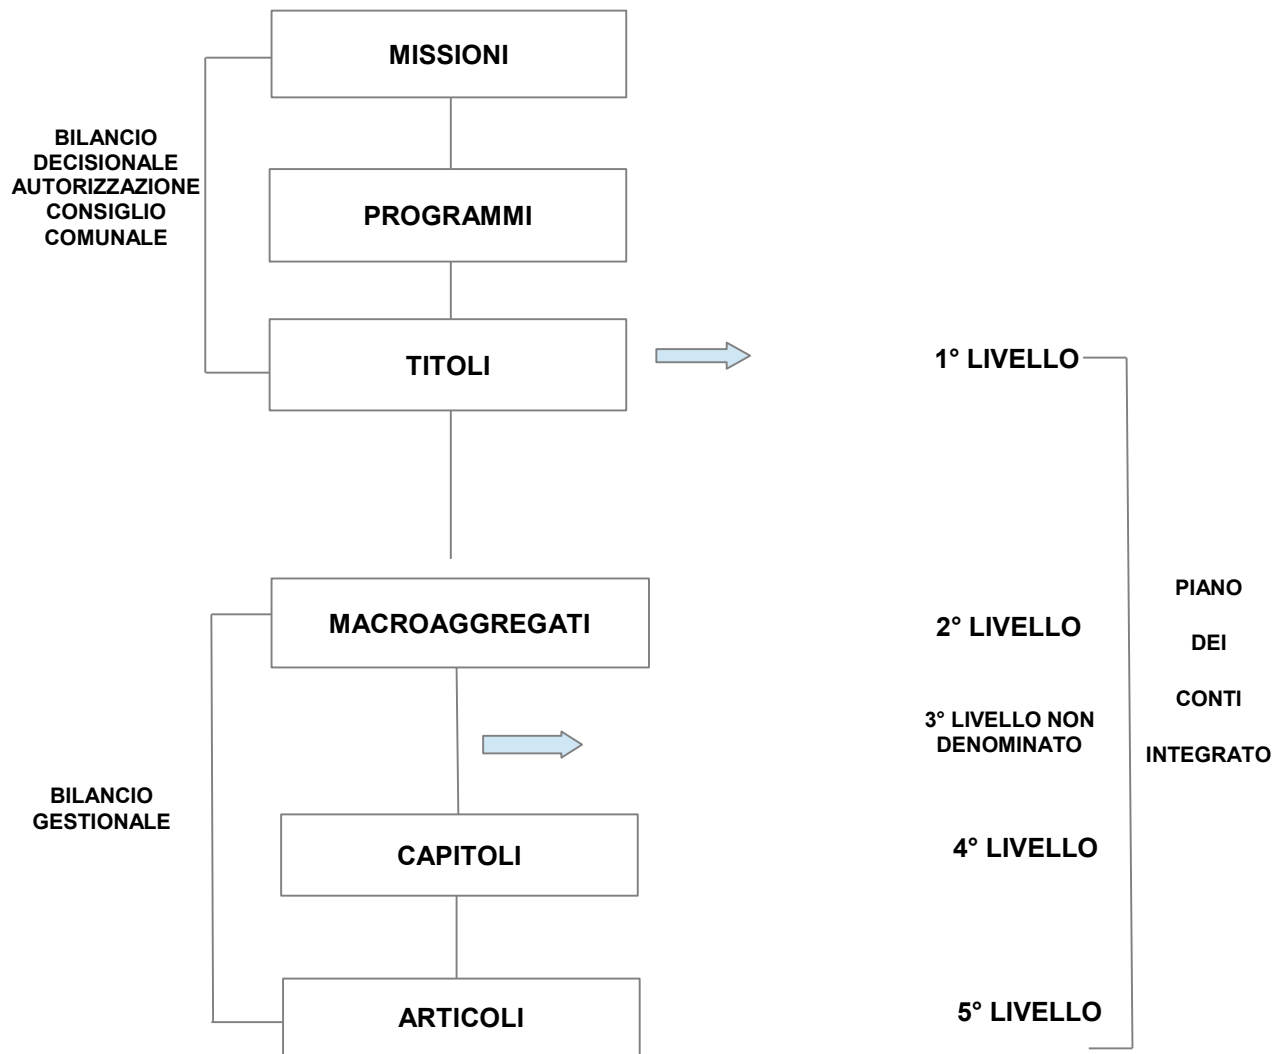 MISSIONI
BILANCIO
DECISIONALE
AUTORIZZAZIONE
CONSIGLIO
COMUNALE
PROGRAMMI
TITOLI
1° LIVELLO
MACROAGGREGATI
2° LIVELLO
3° LIVELLO NON
DENOMINATO
PIANO
DEI
CONTI
INTEGRATO
BILANCIO
GESTIONALE
CAPITOLI
4° LIVELLO
ARTICOLI
5° LIVELLO